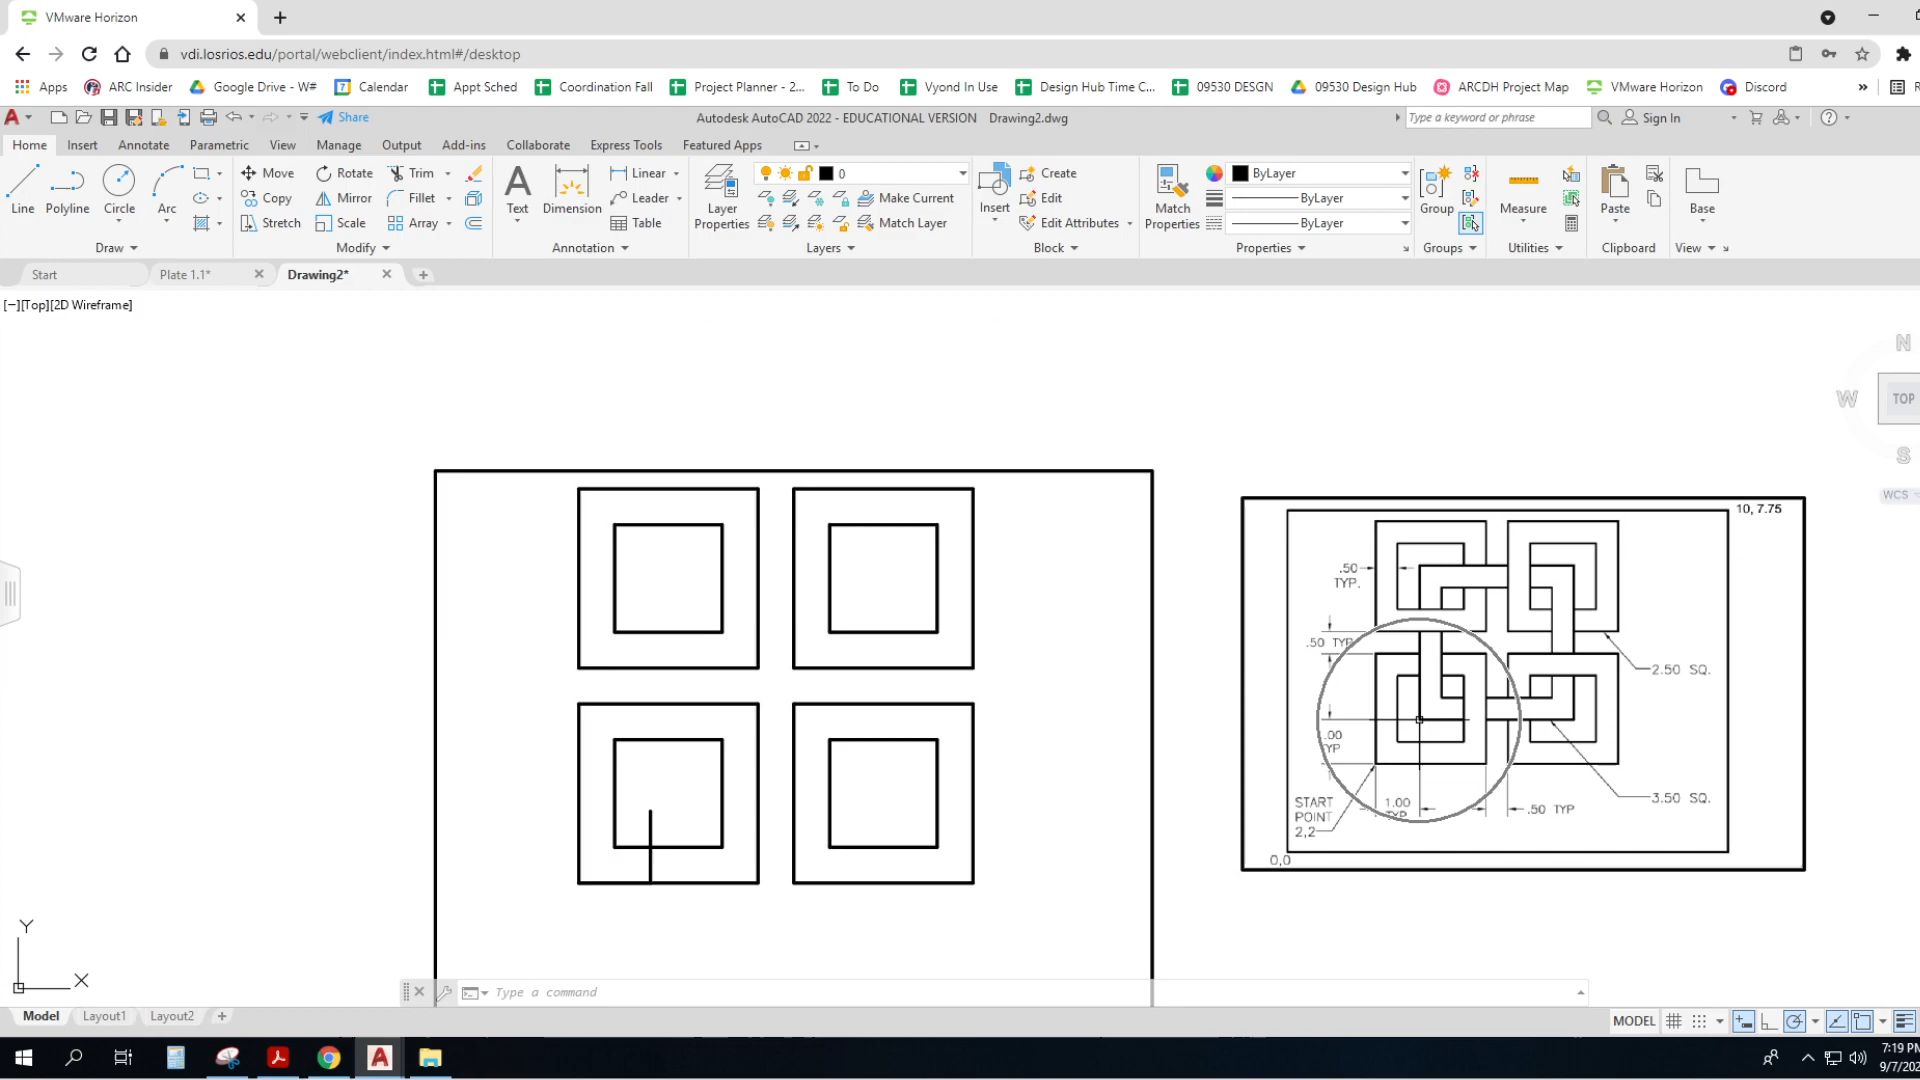 VMware Horizon
vdi.losrios.edu/portal/webclient/index.html#/desktop
Apps ARC Insider Google Drive - W# Calendar Appt Sched Coordination Fall Project Planner - 2... To Do Vyond In Use Design Hub Time C... 09530 DESGN 09530 Design Hub ARCDH Project Map VMware Horizon Discord » R
Share Autodesk AutoCAD 2022 - EDUCATIONAL VERSION Drawing2.dwg Type a keyword or phrase Sign In
Home Insert Annotate Parametric View Manage Output Add-ins Collaborate Express Tools Featured Apps
Move Rotate Trim Linear 0 Create ByLayer
Line Polyline Circle Arc Copy Mirror Fillet Text Dimension Leader Layer Properties Make Current Insert Edit Match Properties ByLayer Group Measure Paste Base
Stretch Scale Array Table Match Layer Edit Attributes ByLayer
Draw Modify Annotation Layers Block Properties Groups Utilities Clipboard View
Start Plate 1.1* Drawing2*
[−][Top][2D Wireframe]
N
W TOP
S
WCS
10, 7.75
.50
TYP.
.50 TYP
2.50 SQ.
.00
YP
START
POINT
2,2
1.00
TYP
.50 TYP
3.50 SQ.
0,0
Y
X
Type a command
Model Layout1 Layout2 MODEL
7:19 PM
9/7/202